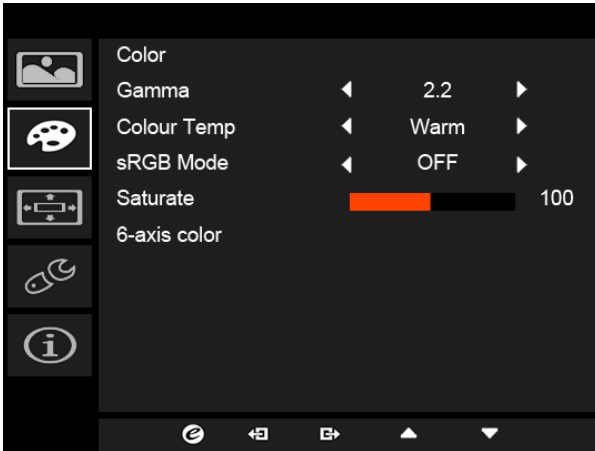 Color
Gamma 2.2
Colour Temp Warm
sRGB Mode OFF
Saturate 100
6-axis color